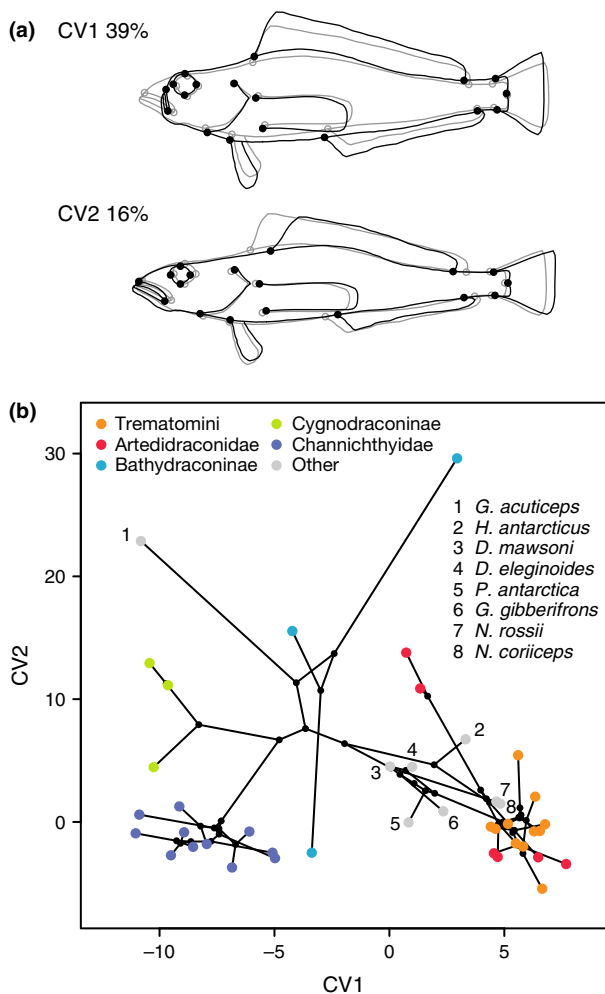 (a)
CV1 39%
CV2 16%
(b)
Trematomini
Artedidraconidae
Bathydraconinae
Cygnodraconinae
Channichthyidae
Other
1 G. acuticeps
2 H. antarcticus
3 D. mawsoni
4 D. eleginoides
5 P. antarctica
6 G. gibberifrons
7 N. rossii
8 N. coriiceps
30
20
10
0
CV2
1
2
3
4
5
6
7
8
−10
−5
0
5
CV1